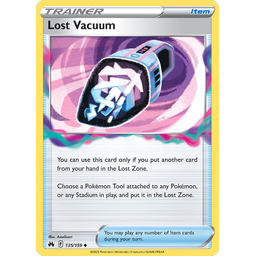 TRAINER
Item
Lost Vacuum
You can use this card only if you put another card
from your hand in the Lost Zone.
Choose a Pokémon Tool attached to any Pokémon,
or any Stadium in play, and put it in the Lost Zone.
You may play any number of Item cards
during your turn.
135/159